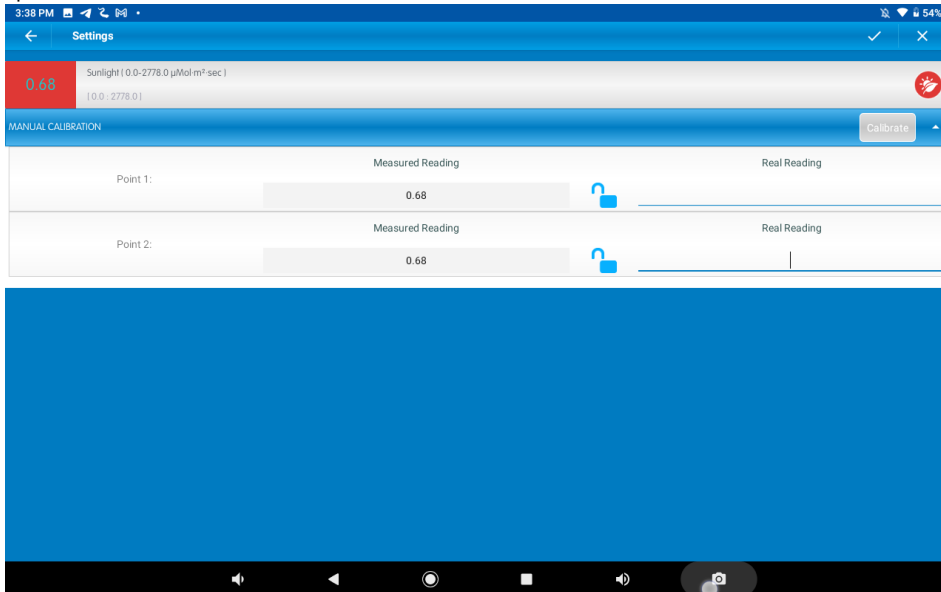 3:38 PM
54%
Settings
0.68
Sunlight ( 0.0-2778.0 µMol·m²·sec )
[ 0.0 : 2778.0 ]
MANUAL CALIBRATION
Calibrate
Point 1:
Measured Reading
0.68
Real Reading
Point 2:
Measured Reading
0.68
Real Reading